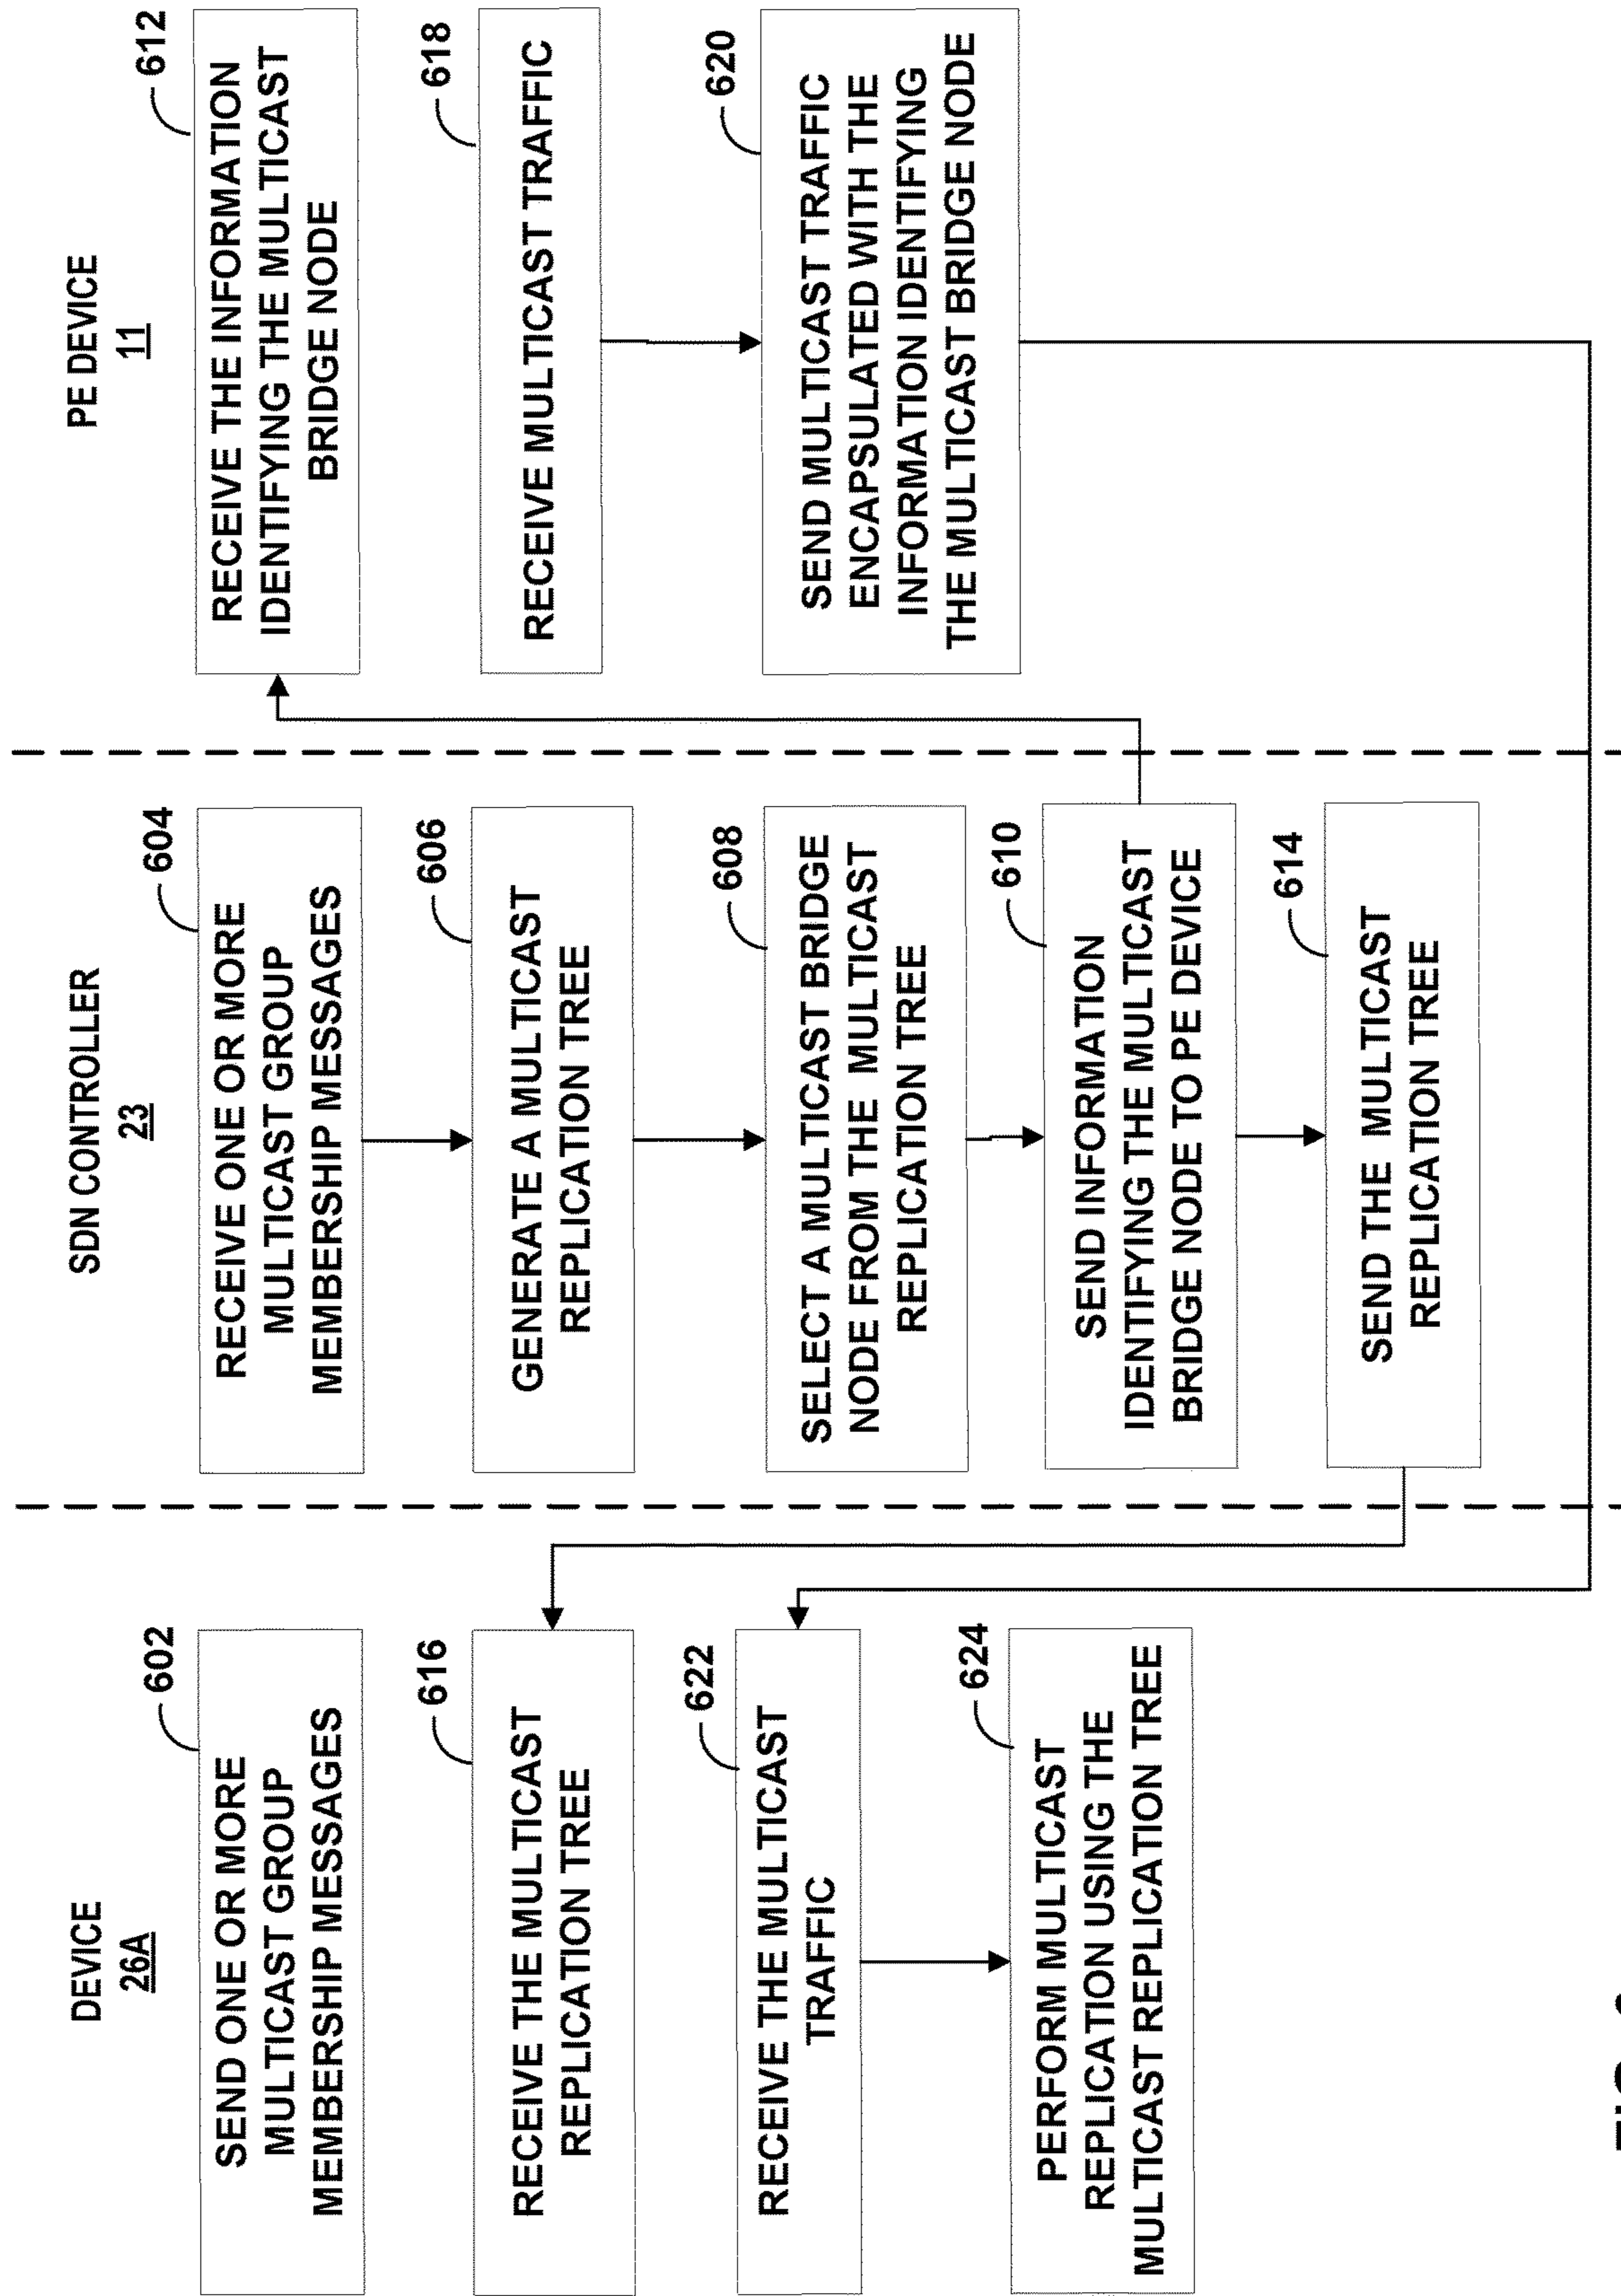 DEVICE
26A
602
SEND ONE OR MORE
MULTICAST GROUP
MEMBERSHIP MESSAGES
616
RECEIVE THE MULTICAST
REPLICATION TREE
622
RECEIVE THE MULTICAST
TRAFFIC
624
PERFORM MULTICAST
REPLICATION USING THE
MULTICAST REPLICATION TREE
SDN CONTROLLER
23
604
RECEIVE ONE OR MORE
MULTICAST GROUP
MEMBERSHIP MESSAGES
606
GENERATE A MULTICAST
REPLICATION TREE
608
SELECT A MULTICAST BRIDGE
NODE FROM THE MULTICAST
REPLICATION TREE
610
SEND INFORMATION
IDENTIFYING THE MULTICAST
BRIDGE NODE TO PE DEVICE
614
SEND THE MULTICAST
REPLICATION TREE
PE DEVICE
11
612
RECEIVE THE INFORMATION
IDENTIFYING THE MULTICAST
BRIDGE NODE
618
RECEIVE MULTICAST TRAFFIC
620
SEND MULTICAST TRAFFIC
ENCAPSULATED WITH THE
INFORMATION IDENTIFYING
THE MULTICAST BRIDGE NODE